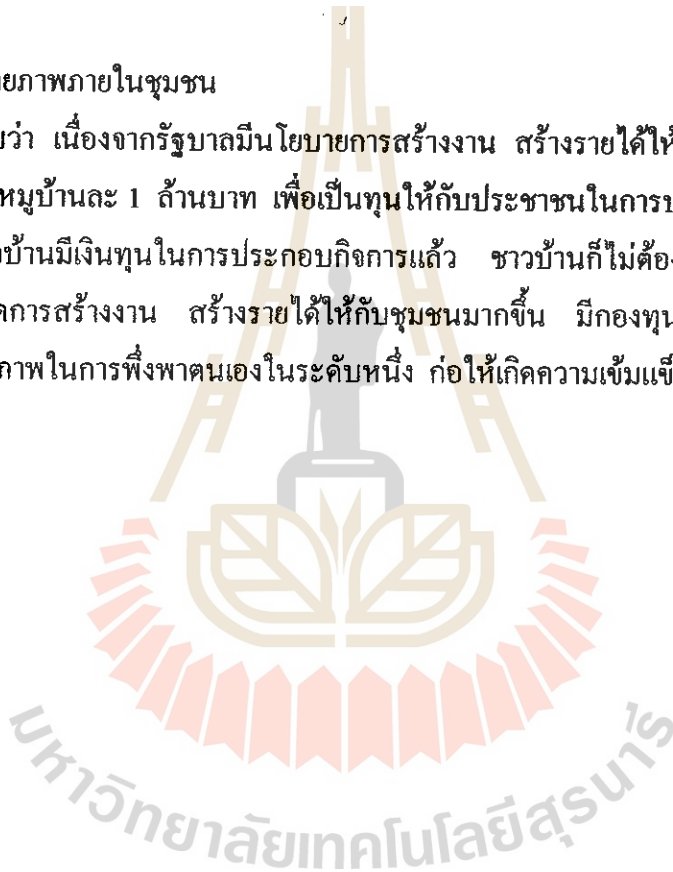 ยภาพภายในชุมชน
ว่า เนื่องจากรัฐบาลมีนโยบายการสร้างงาน สร้างรายได้ให้
หมู่บ้านละ 1 ล้านบาท เพื่อเป็นทุนให้กับประชาชนในการป
บ้านมีเงินทุนในการประกอบกิจการแล้ว ชาวบ้านก็ไม่ต้อง
ดการสร้างงาน สร้างรายได้ให้กับชุมชนมากขึ้น มีกองทุน
ภาพในการพึ่งพาตนเองในระดับหนึ่ง ก่อให้เกิดความเข้มแข็
มหาวิทยาลัยเทคโนโลยีสุรนารี